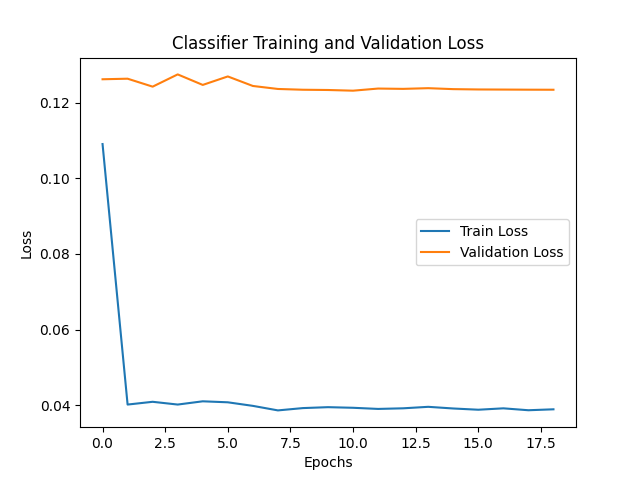 Classifier Training and Validation Loss
Loss
0.12
0.10
0.08
0.06
0.04
Train Loss
Validation Loss
0.0 2.5 5.0 7.5 10.0 12.5 15.0 17.5
Epochs